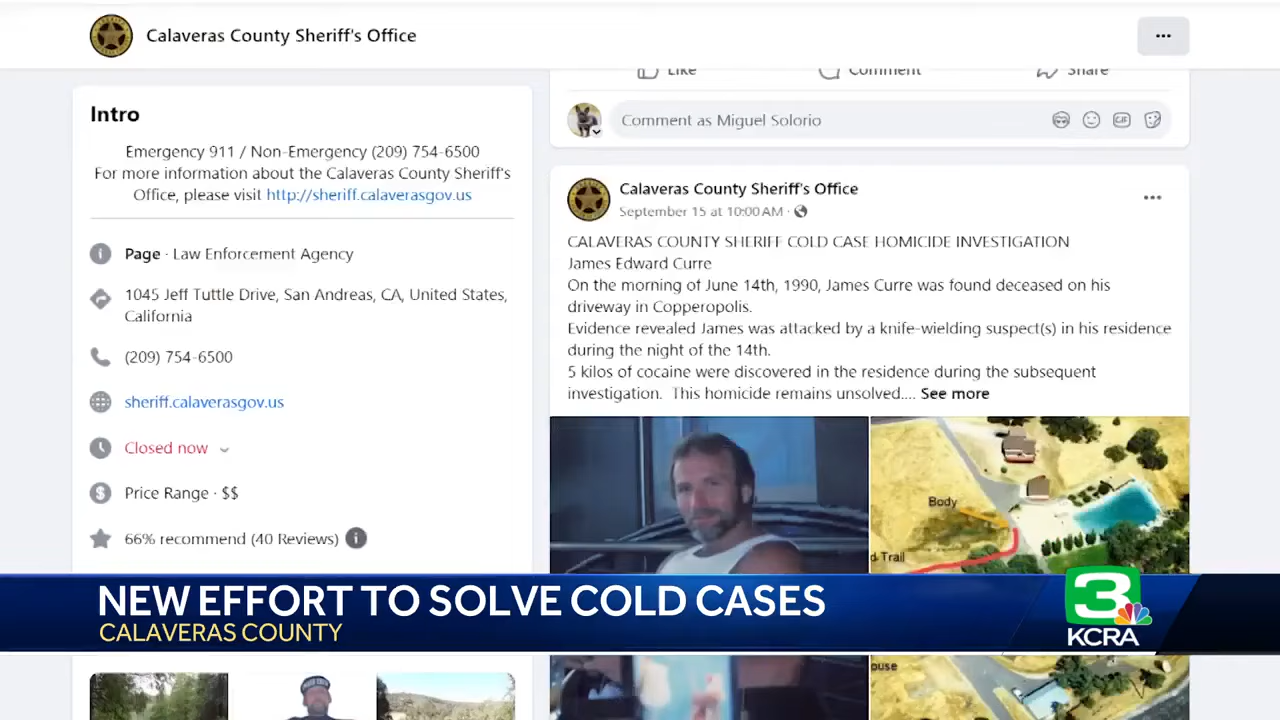 Calaveras County Sheriff's Office
...
Intro
Emergency 911 / Non-Emergency (209) 754-6500
For more information about the Calaveras County Sheriff's
Office, please visit http://sheriff.calaverasgov.us
Page · Law Enforcement Agency
1045 Jeff Tuttle Drive, San Andreas, CA, United States,
California
(209) 754-6500
sheriff.calaverasgov.us
Closed now
Price Range · $$
66% recommend (40 Reviews)
Like Comment Share
Comment as Miguel Solorio
GIF
Calaveras County Sheriff's Office
September 15 at 10:00 AM ·
...
CALAVERAS COUNTY SHERIFF COLD CASE HOMICIDE INVESTIGATION
James Edward Curre
On the morning of June 14th, 1990, James Curre was found deceased on his
driveway in Copperopolis.
Evidence revealed James was attacked by a knife-wielding suspect(s) in his residence
during the night of the 14th.
5 kilos of cocaine were discovered in the residence during the subsequent
investigation. This homicide remains unsolved.... See more
Body
d Trail
NEW EFFORT TO SOLVE COLD CASES
CALAVERAS COUNTY
3
KCRA
ouse